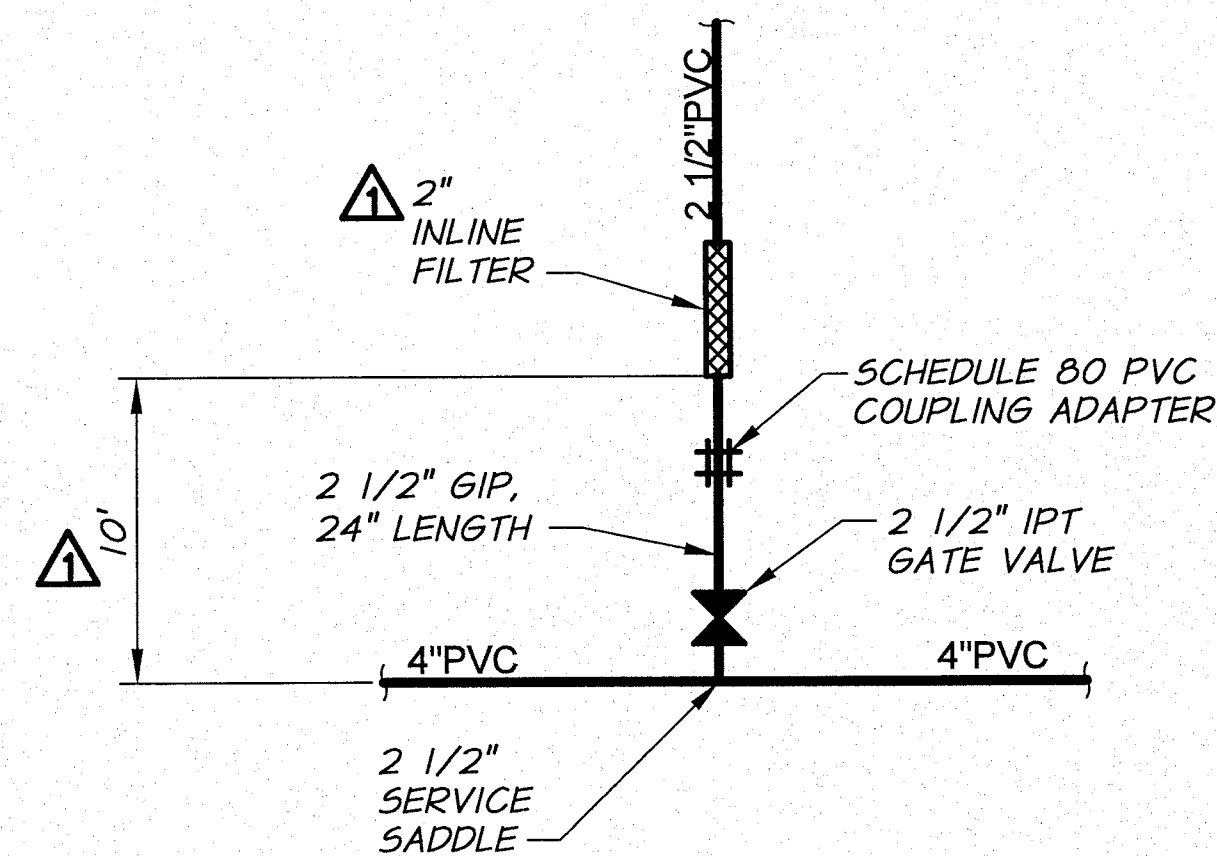 2 1/2"PVC
1 2"
INLINE
FILTER
SCHEDULE 80 PVC
COUPLING ADAPTER
2 1/2" GIP,
24" LENGTH
2 1/2" IPT
GATE VALVE
1 10'
4"PVC
4"PVC
2 1/2"
SERVICE
SADDLE